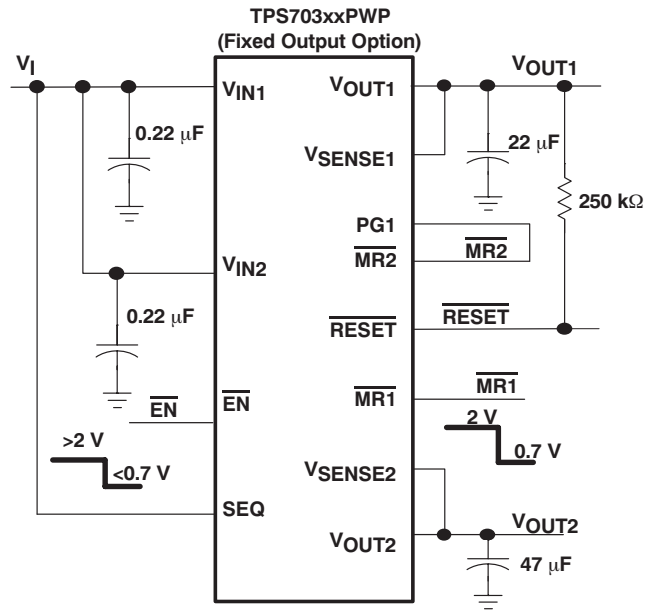 TPS703xxPWP
(Fixed Output Option)
VI
VIN1
VOUT1
VOUT1
0.22 μF
VSENSE1
22 μF
250 kΩ
PG1
MR2
MR2
VIN2
0.22 μF
RESET
RESET
EN
EN
MR1
MR1
>2 V
<0.7 V
2 V
0.7 V
VSENSE2
SEQ
VOUT2
VOUT2
47 μF